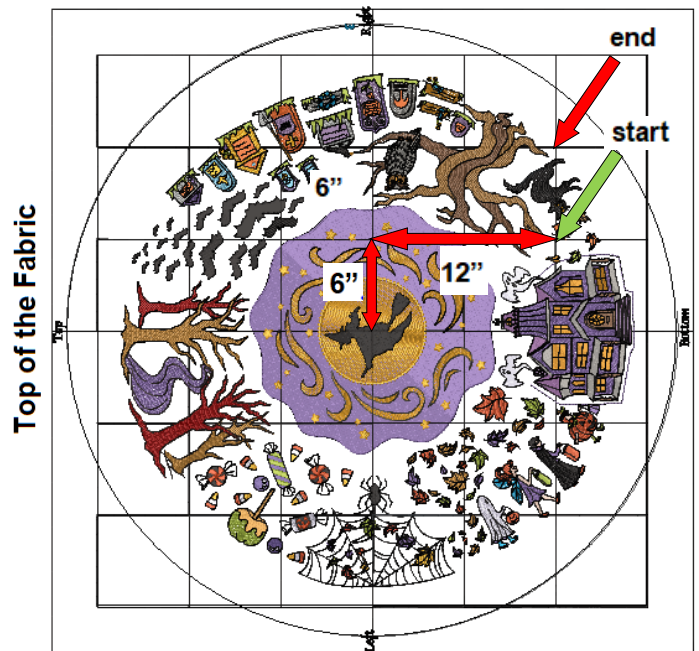 Right
end
start
6”
6”
12”
Top of the Fabric
Top
Bottom
Left